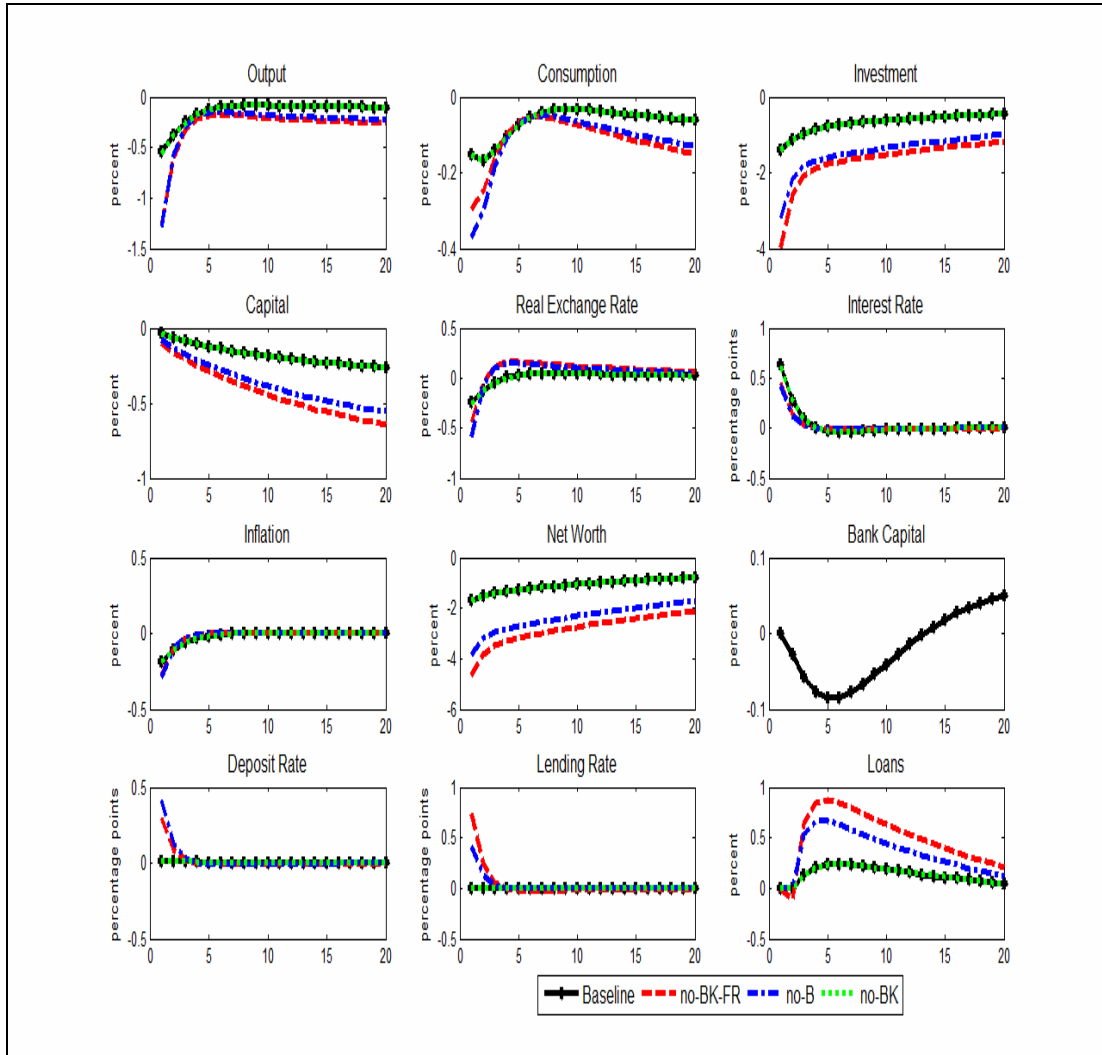 Output
Consumption
Investment
0
-0.5
-1
-1.5
percent
0 5 10 15 20
0
-0.2
-0.4
percent
0 5 10 15 20
0
-2
-4
percent
0 5 10 15 20
Capital
Real Exchange Rate
Interest Rate
0
-0.5
-1
percent
0 5 10 15 20
0.5
0
-0.5
-1
percent
0 5 10 15 20
1
0.5
0
-0.5
percentage points
0 5 10 15 20
Inflation
Net Worth
Bank Capital
0.5
0
-0.5
percent
0 5 10 15 20
0
-2
-4
-6
percent
0 5 10 15 20
0.1
0
-0.1
percent
0 5 10 15 20
Deposit Rate
Lending Rate
Loans
0.5
0
-0.5
percentage points
0 5 10 15 20
1
0.5
0
-0.5
percentage points
0 5 10 15 20
1
0.5
0
-0.5
percent
0 5 10 15 20
Baseline no-BK-FR no-B no-BK